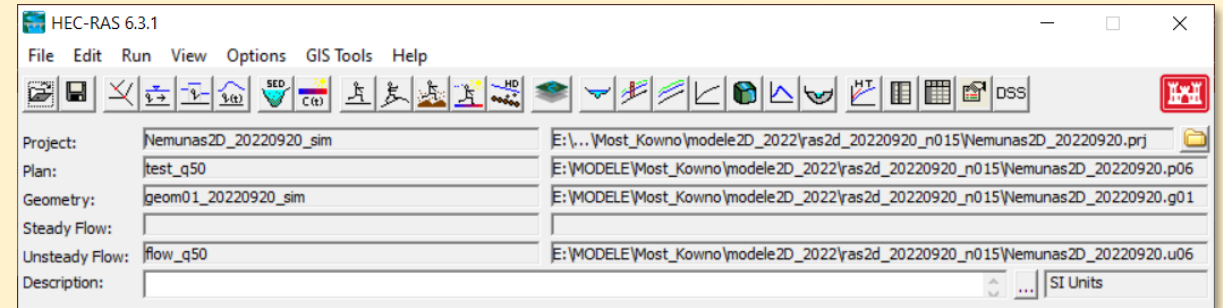 HEC-RAS 6.3.1
File Edit Run View Options GIS Tools Help
SED C(t) HD HT DSS
Project: Nemunas2D_20220920_sim E:\...\Most_Kowno\modele2D_2022\ras2d_20220920_n015\Nemunas2D_20220920.prj
Plan: test_q50 E:\MODELE\Most_Kowno\modele2D_2022\ras2d_20220920_n015\Nemunas2D_20220920.p06
Geometry: geom01_20220920_sim E:\MODELE\Most_Kowno\modele2D_2022\ras2d_20220920_n015\Nemunas2D_20220920.g01
Steady Flow:
Unsteady Flow: flow_q50 E:\MODELE\Most_Kowno\modele2D_2022\ras2d_20220920_n015\Nemunas2D_20220920.u06
Description: ... SI Units